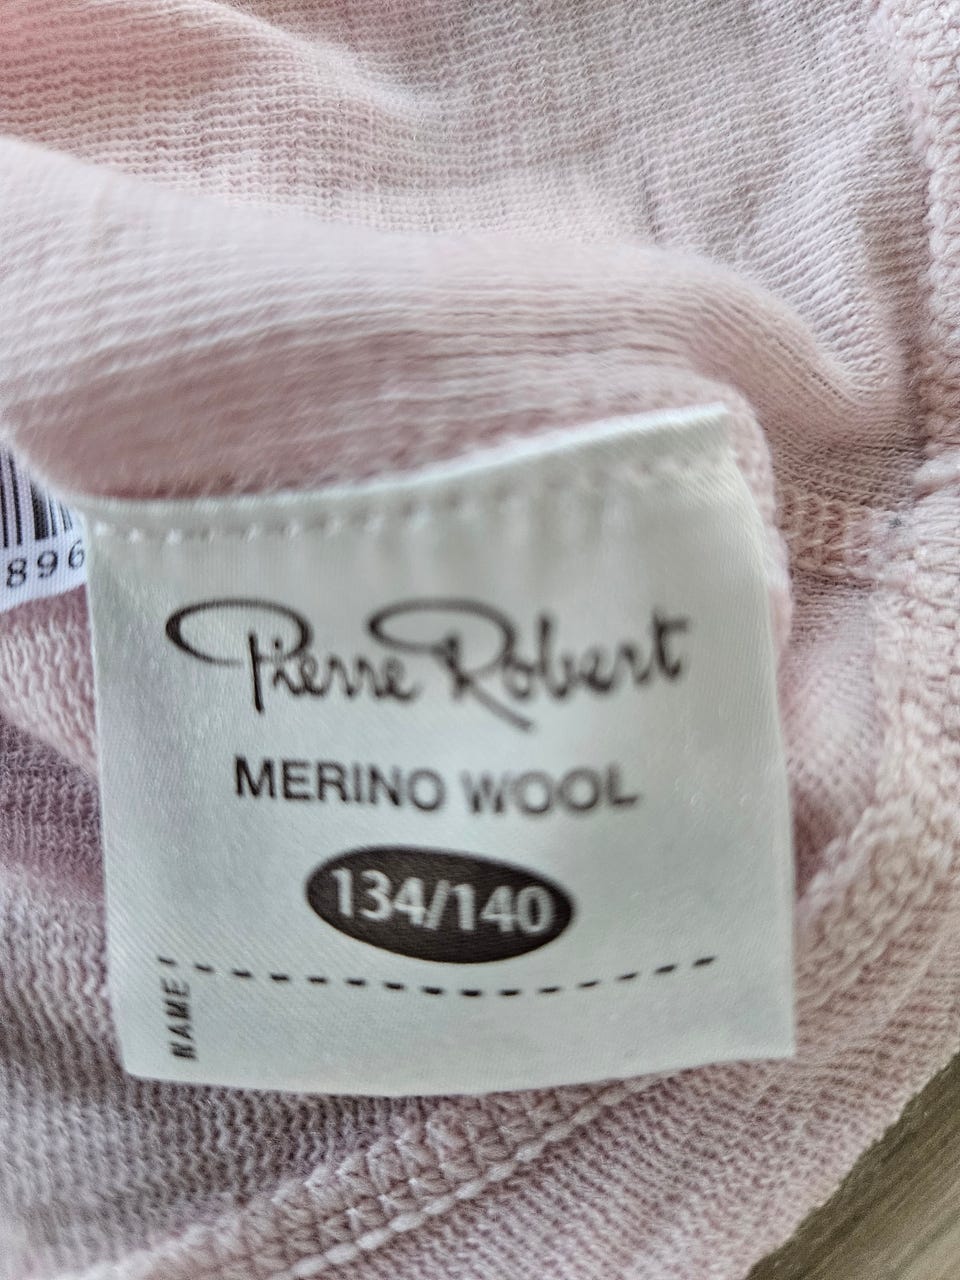 896
Pierre Robert
MERINO WOOL
134/140
NAME